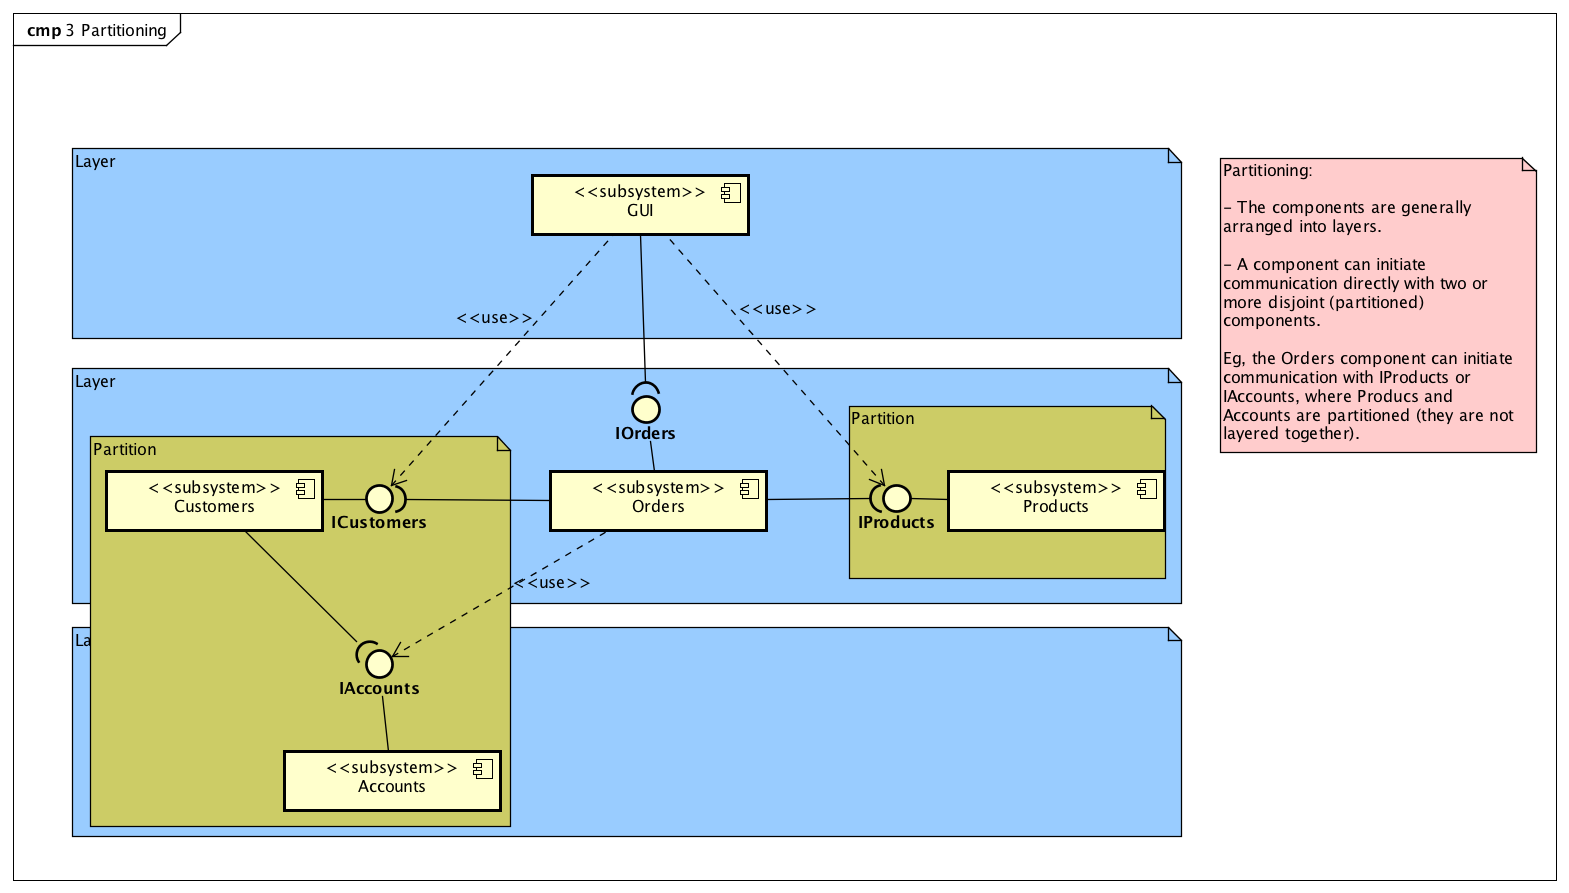 cmp 3 Partitioning
Layer
<<subsystem>>
GUI
<<use>>
<<use>>
Partitioning:
- The components are generally
arranged into layers.
- A component can initiate
communication directly with two or
more disjoint (partitioned)
components.
Eg, the Orders component can initiate
communication with IProducts or
IAccounts, where Producs and
Accounts are partitioned (they are not
layered together).
Layer
IOrders
Partition
<<subsystem>>
Customers
ICustomers
<<subsystem>>
Orders
Partition
IProducts
<<subsystem>>
Products
<<use>>
La
IAccounts
<<subsystem>>
Accounts